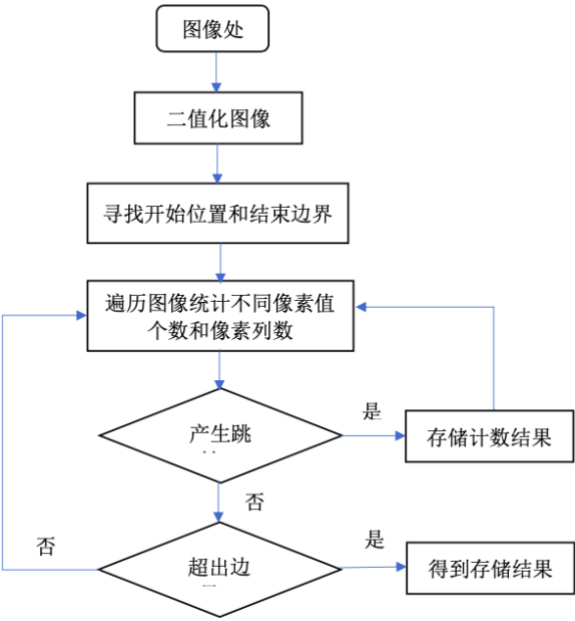 图像处
二值化图像
寻找开始位置和结束边界
遍历图像统计不同像素值
个数和像素列数
产生跳
是
存储计数结果
否
否
超出边
是
得到存储结果